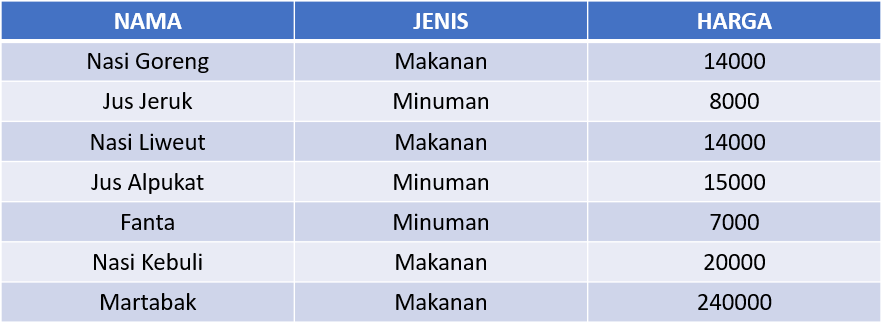 NAMA JENIS HARGA
Nasi Goreng Makanan 14000
Jus Jeruk Minuman 8000
Nasi Liweut Makanan 14000
Jus Alpukat Minuman 15000
Fanta Minuman 7000
Nasi Kebuli Makanan 20000
Martabak Makanan 240000